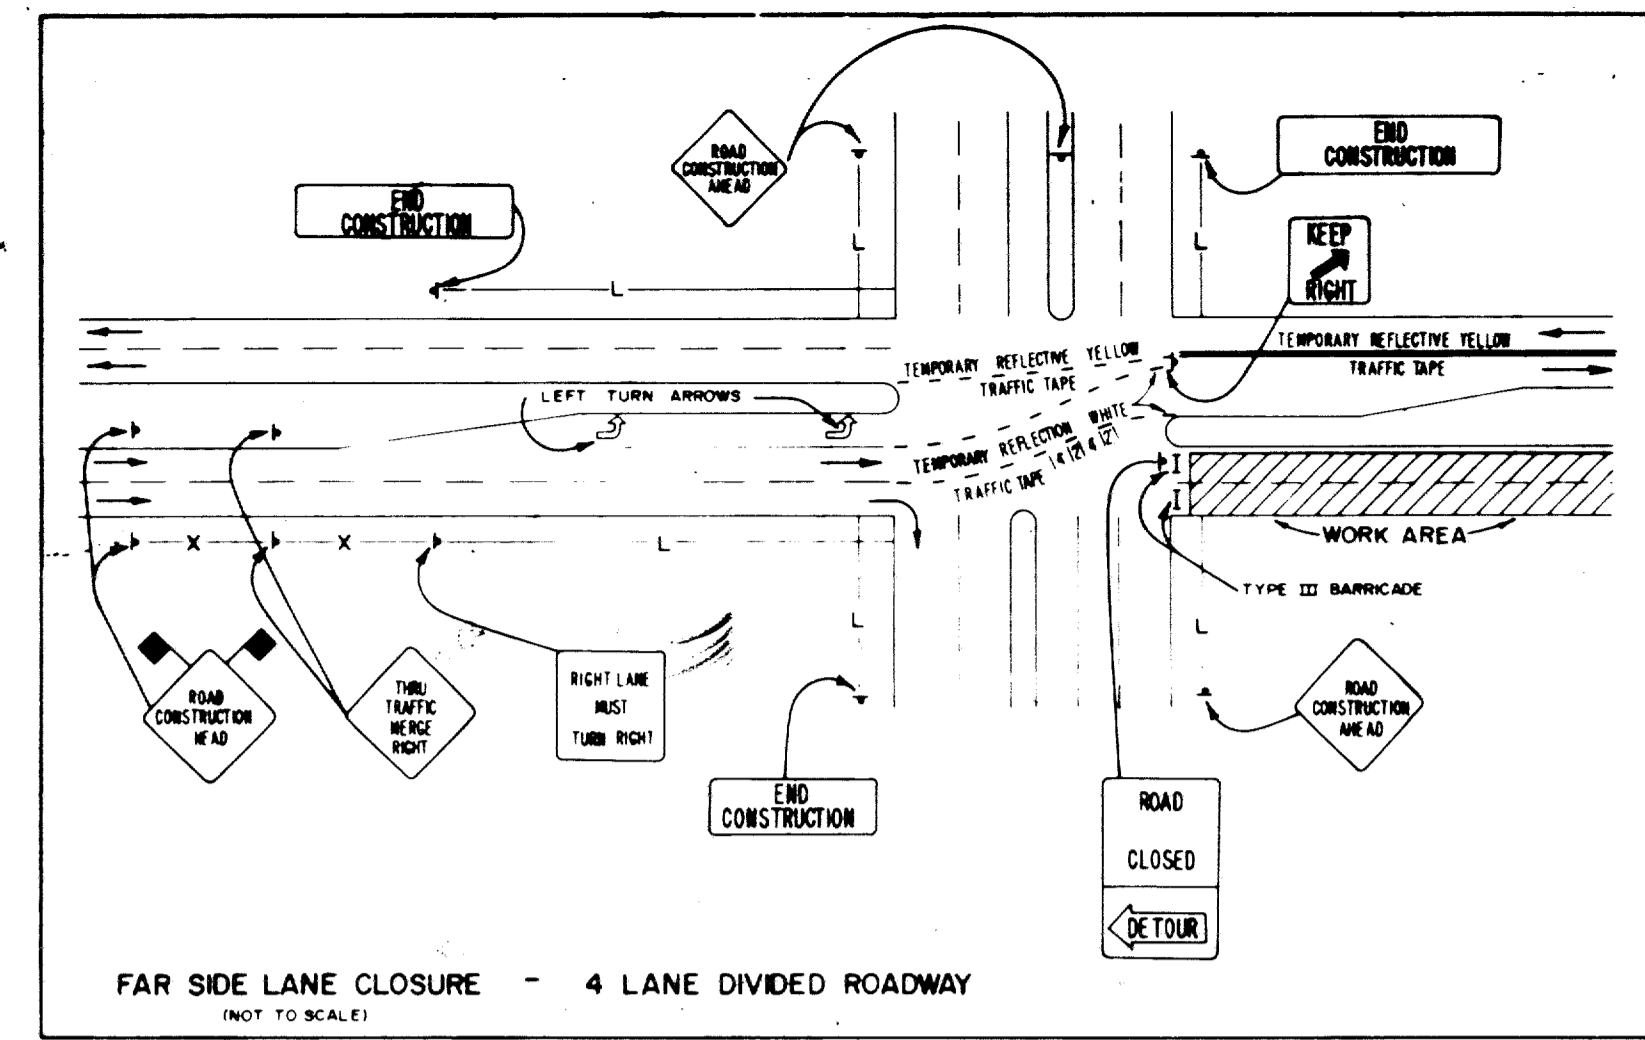 ROAD
CONSTRUCTION
AHEAD
END
CONSTRUCTION
END
CONSTRUCTION
L
L
KEEP
RIGHT
L
TEMPORARY REFLECTIVE YELLOW
TRAFFIC TAPE
TEMPORARY REFLECTIVE YELLOW
TRAFFIC TAPE
LEFT TURN ARROWS
TEMPORARY REFLECTION WHITE
TRAFFIC TAPE
WORK AREA
X
X
L
TYPE III BARRICADE
L
L
ROAD
CONSTRUCTION
HEAD
THRU
TRAFFIC
MERGE
RIGHT
RIGHT LANE
MUST
TURN RIGHT
ROAD
CONSTRUCTION
AHEAD
END
CONSTRUCTION
ROAD
CLOSED
DETOUR
FAR SIDE LANE CLOSURE - 4 LANE DIVIDED ROADWAY
(NOT TO SCALE)